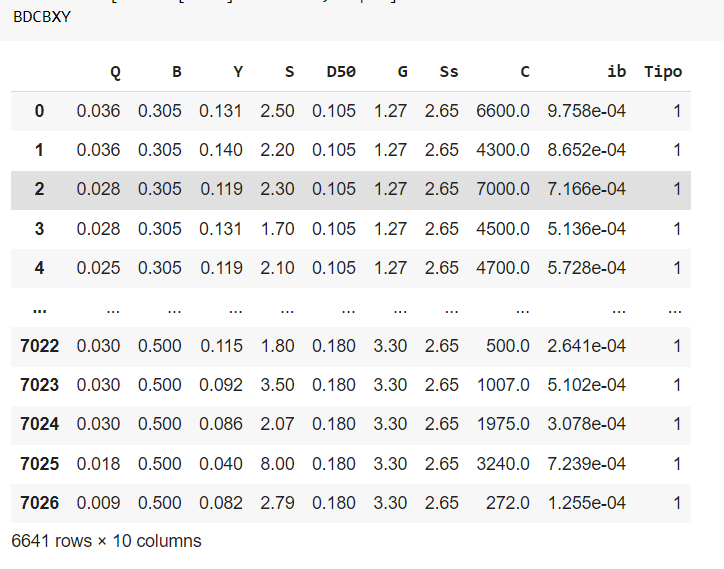 BDCBXY
Q B Y S D50 G Ss C ib Tipo
0 0.036 0.305 0.131 2.50 0.105 1.27 2.65 6600.0 9.758e-04 1
1 0.036 0.305 0.140 2.20 0.105 1.27 2.65 4300.0 8.652e-04 1
2 0.028 0.305 0.119 2.30 0.105 1.27 2.65 7000.0 7.166e-04 1
3 0.028 0.305 0.131 1.70 0.105 1.27 2.65 4500.0 5.136e-04 1
4 0.025 0.305 0.119 2.10 0.105 1.27 2.65 4700.0 5.728e-04 1
... ... ... ... ... ... ... ... ... ... ...
7022 0.030 0.500 0.115 1.80 0.180 3.30 2.65 500.0 2.641e-04 1
7023 0.030 0.500 0.092 3.50 0.180 3.30 2.65 1007.0 5.102e-04 1
7024 0.030 0.500 0.086 2.07 0.180 3.30 2.65 1975.0 3.078e-04 1
7025 0.018 0.500 0.040 8.00 0.180 3.30 2.65 3240.0 7.239e-04 1
7026 0.009 0.500 0.082 2.79 0.180 3.30 2.65 272.0 1.255e-04 1
6641 rows × 10 columns